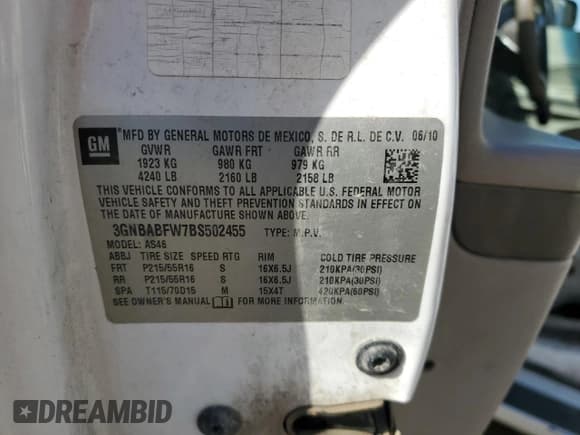 GM
MFD BY GENERAL MOTORS DE MEXICO, S. DE R.L. DE C.V. 06/10
GVWR GAWR FRT GAWR RR
1923 KG 980 KG 979 KG
4240 LB 2160 LB 2158 LB
THIS VEHICLE CONFORMS TO ALL APPLICABLE U.S. FEDERAL MOTOR
VEHICLE SAFETY AND THEFT PREVENTION STANDARDS IN EFFECT ON
THE DATE OF MANUFACTURE SHOWN ABOVE.
3GNBABFW7BS502455 TYPE: M.P.V.
MODEL: AS46
ABBJ TIRE SIZE SPEED RTG RIM COLD TIRE PRESSURE
FRT P215/55R16 S 16X6.5J 210KPA(30PSI)
RR P215/55R16 S 16X6.5J 210KPA(30PSI)
SPA T115/70D15 M 15X4T 420KPA(60PSI)
SEE OWNER'S MANUAL FOR MORE INFORMATION
DREAMBID